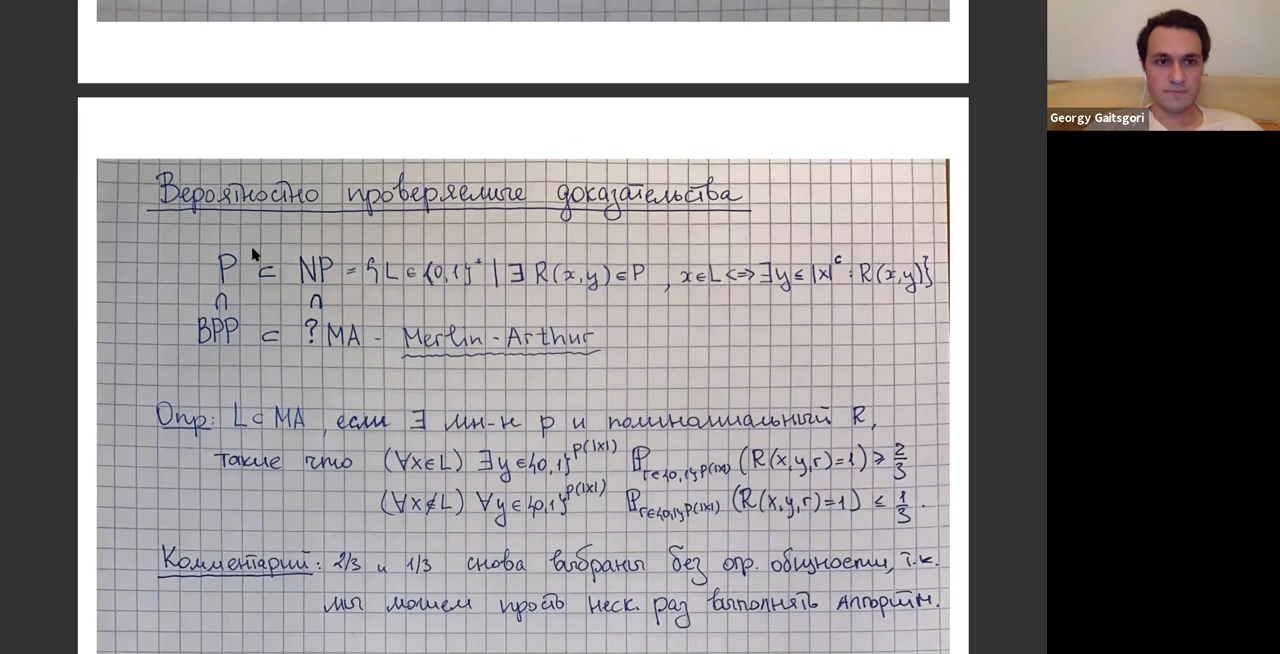 Вероятностно проверяемые доказательства
P ⊂ NP = {L ∈ {0,1}* | ∃ R(x,y) ∈ P , x∈L <=> ∃y ≤ |x|^c : R(x,y)}
∩ ∩
BPP ⊂ ? MA - Merlin - Arthur
Опр: L ⊂ MA, если ∃ мн-н p и полиномиальный R,
такие что (∀x∈L) ∃y∈{0,1}^p(|x|) ℙ_r∈{0,1}^p(|x|) (R(x,y,r)=1) ≥ 2/3
(∀x∉L) ∀y∈{0,1}^p(|x|) ℙ_r∈{0,1}^p(|x|) (R(x,y,r)=1) ≤ 1/3 .
Комментарий: 2/3 и 1/3 снова выбраны без огр. общности, т.к.
мы можем просто неск. раз выполнять алгоритм.
Georgy Gaitsgori